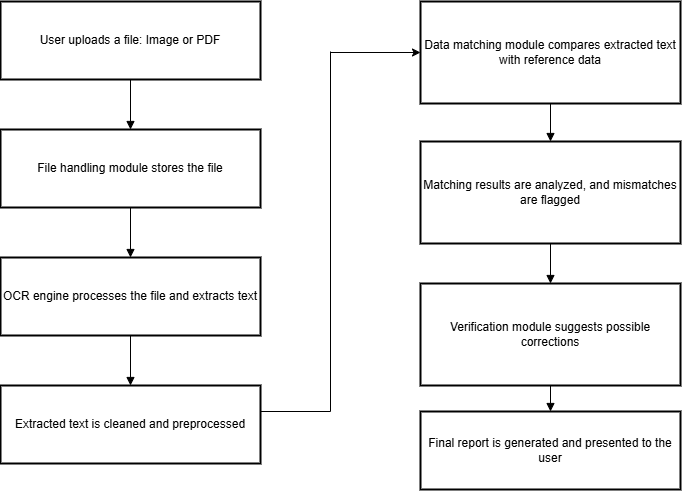 User uploads a file: Image or PDF
File handling module stores the file
OCR engine processes the file and extracts text
Extracted text is cleaned and preprocessed
Data matching module compares extracted text
with reference data
Matching results are analyzed, and mismatches
are flagged
Verification module suggests possible
corrections
Final report is generated and presented to the
user